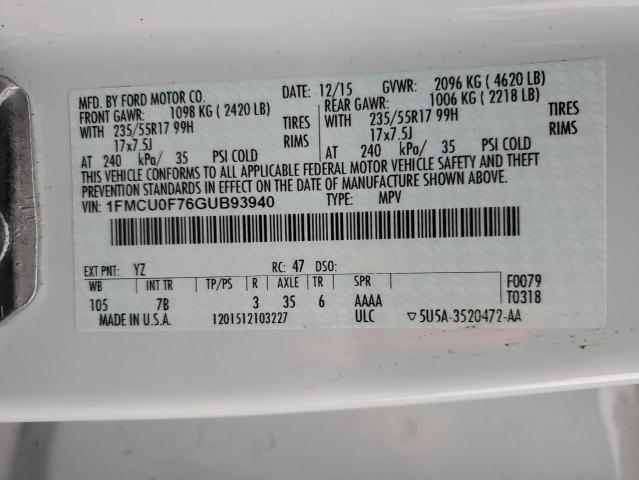 MFD. BY FORD MOTOR CO.
DATE: 12/15 GVWR: 2096 KG ( 4620 LB)
FRONT GAWR: 1098 KG ( 2420 LB) REAR GAWR: 1006 KG ( 2218 LB)
WITH 235/55R17 99H TIRES WITH 235/55R17 99H TIRES
17x7.5J RIMS 17x7.5J RIMS
AT 240 kPa/ 35 PSI COLD AT 240 kPa/ 35 PSI COLD
THIS VEHICLE CONFORMS TO ALL APPLICABLE FEDERAL MOTOR VEHICLE SAFETY AND THEFT
PREVENTION STANDARDS IN EFFECT ON THE DATE OF MANUFACTURE SHOWN ABOVE.
VIN: 1FMCU0F76GUB93940 TYPE: MPV
EXT PNT: YZ RC: 47 DSO:
WB INT TR TP/PS R AXLE TR SPR F0079
105 7B 3 35 6 AAAA T0318
MADE IN U.S.A. 1201512103227 ULC ▽5U5A-3520472-AA